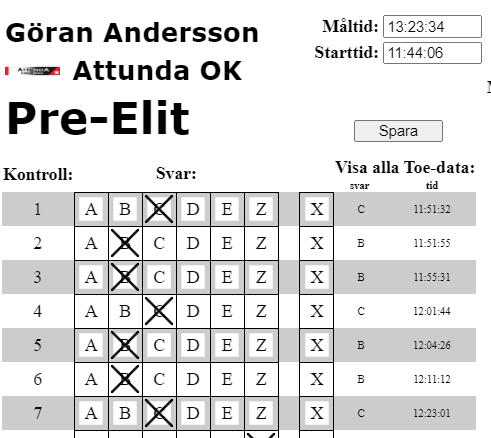 Göran Andersson
Måltid: 13:23:34
ATTUNDA Attunda OK
Starttid: 11:44:06
Pre-Elit
Spara
Kontroll: Svar: Visa alla Toe-data:
svar tid
1 A B C D E Z X C 11:51:32
2 A B C D E Z X B 11:51:55
3 A B C D E Z X B 11:55:31
4 A B C D E Z X C 12:01:44
5 A B C D E Z X B 12:04:26
6 A B C D E Z X B 12:11:12
7 A B C D E Z X C 12:23:01